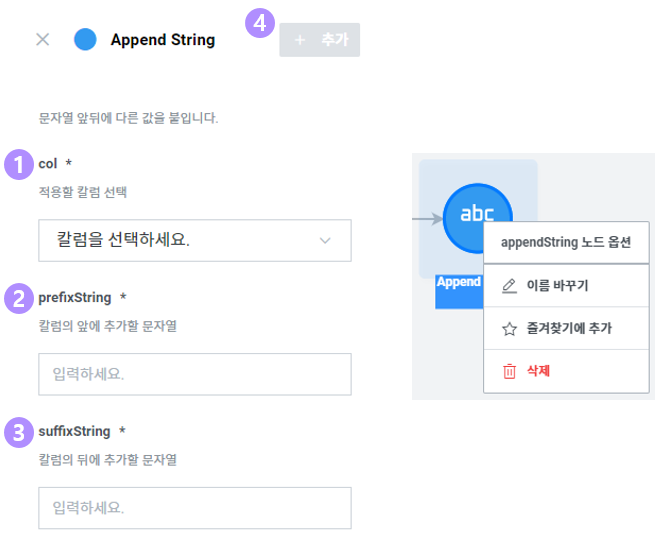 Append String
4
+ 추가
문자열 앞뒤에 다른 값을 붙입니다.
1
col *
적용할 칼럼 선택
칼럼을 선택하세요.
2
prefixString *
칼럼의 앞에 추가할 문자열
입력하세요.
3
suffixString *
칼럼의 뒤에 추가할 문자열
입력하세요.
abc
Append
appendString 노드 옵션
이름 바꾸기
즐겨찾기에 추가
삭제